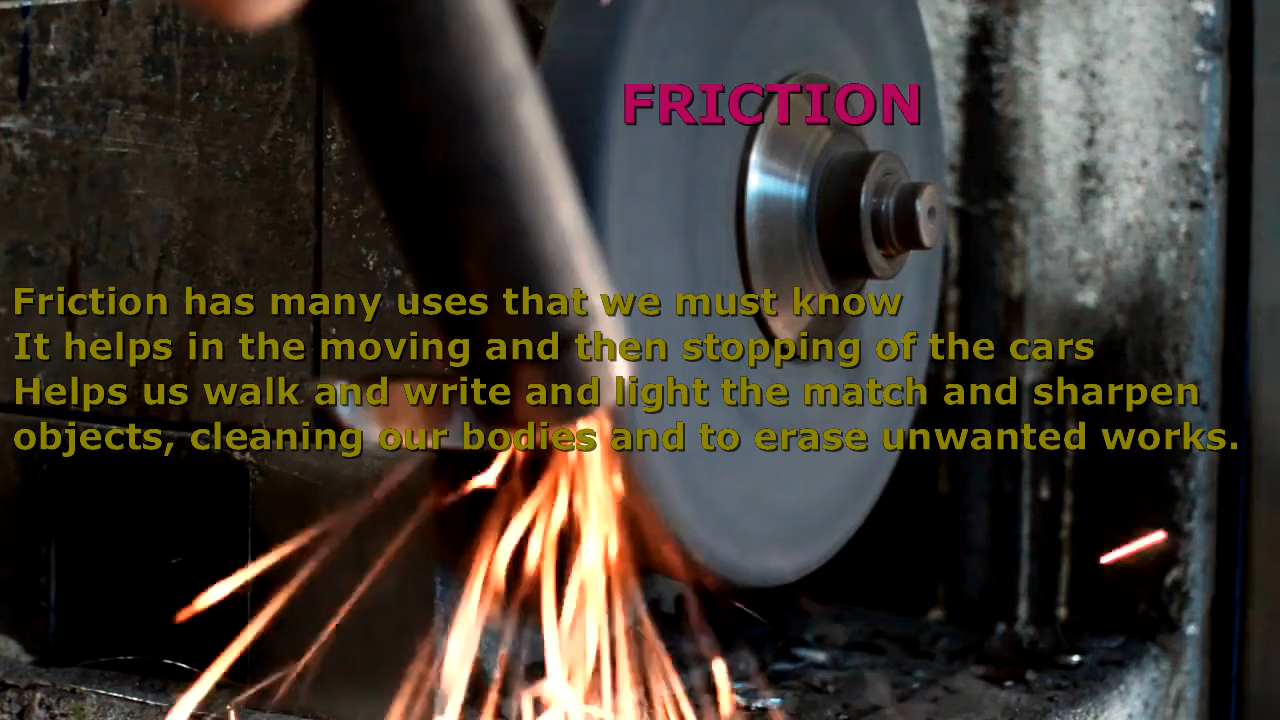 FRICTION
Friction has many uses that we must know
It helps in the moving and then stopping of the cars
Helps us walk and write and light the match and sharpen
objects, cleaning our bodies and to erase unwanted works.